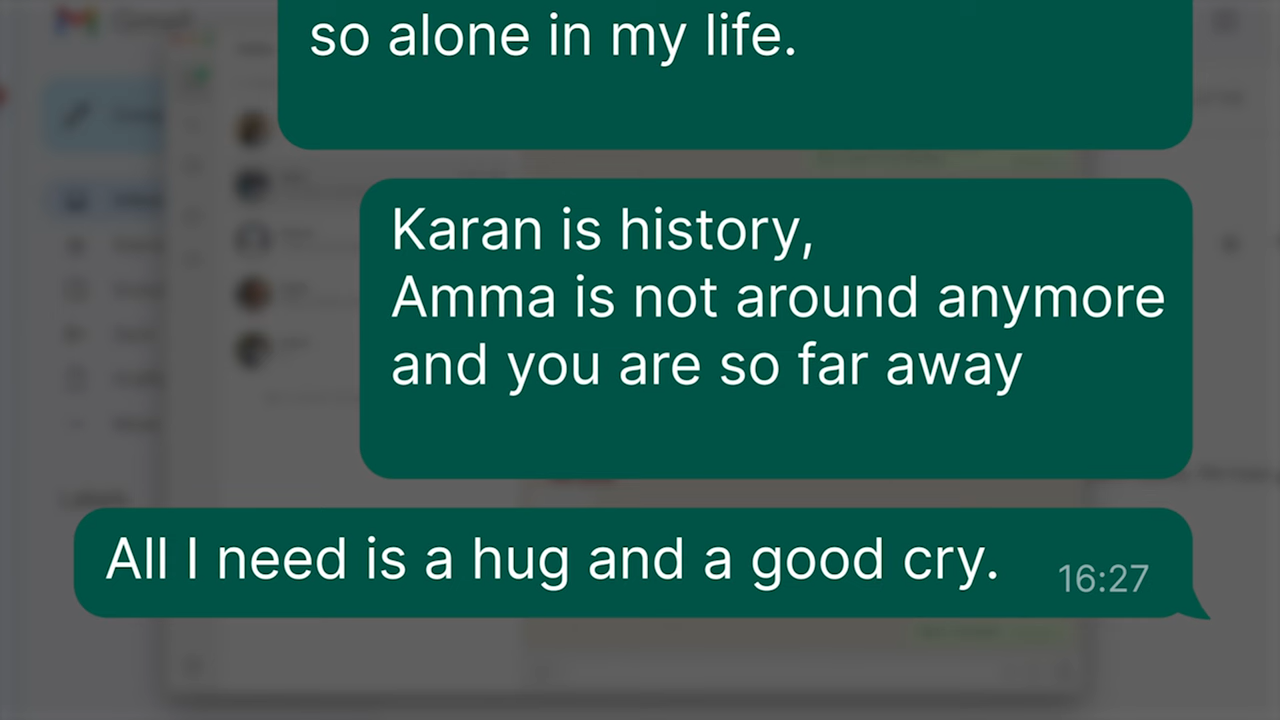 so alone in my life.
Karan is history,
Amma is not around anymore
and you are so far away
All I need is a hug and a good cry.
16:27